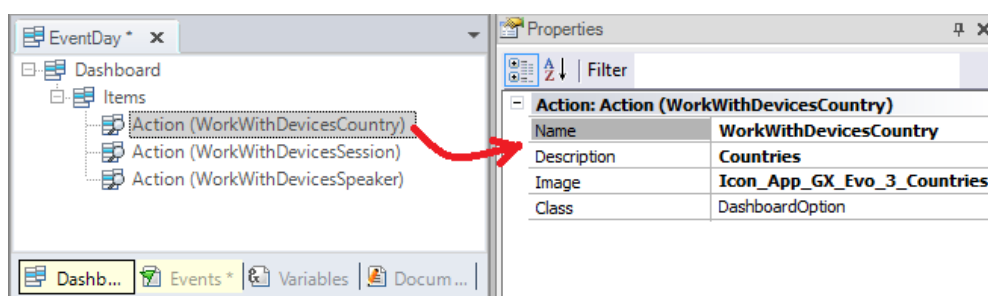 EventDay *
Dashboard
Items
Action (WorkWithDevicesCountry)
Action (WorkWithDevicesSession)
Action (WorkWithDevicesSpeaker)
Dashb... Events * Variables Docum...
Properties
Filter
Action: Action (WorkWithDevicesCountry)
Name WorkWithDevicesCountry
Description Countries
Image Icon_App_GX_Evo_3_Countries
Class DashboardOption